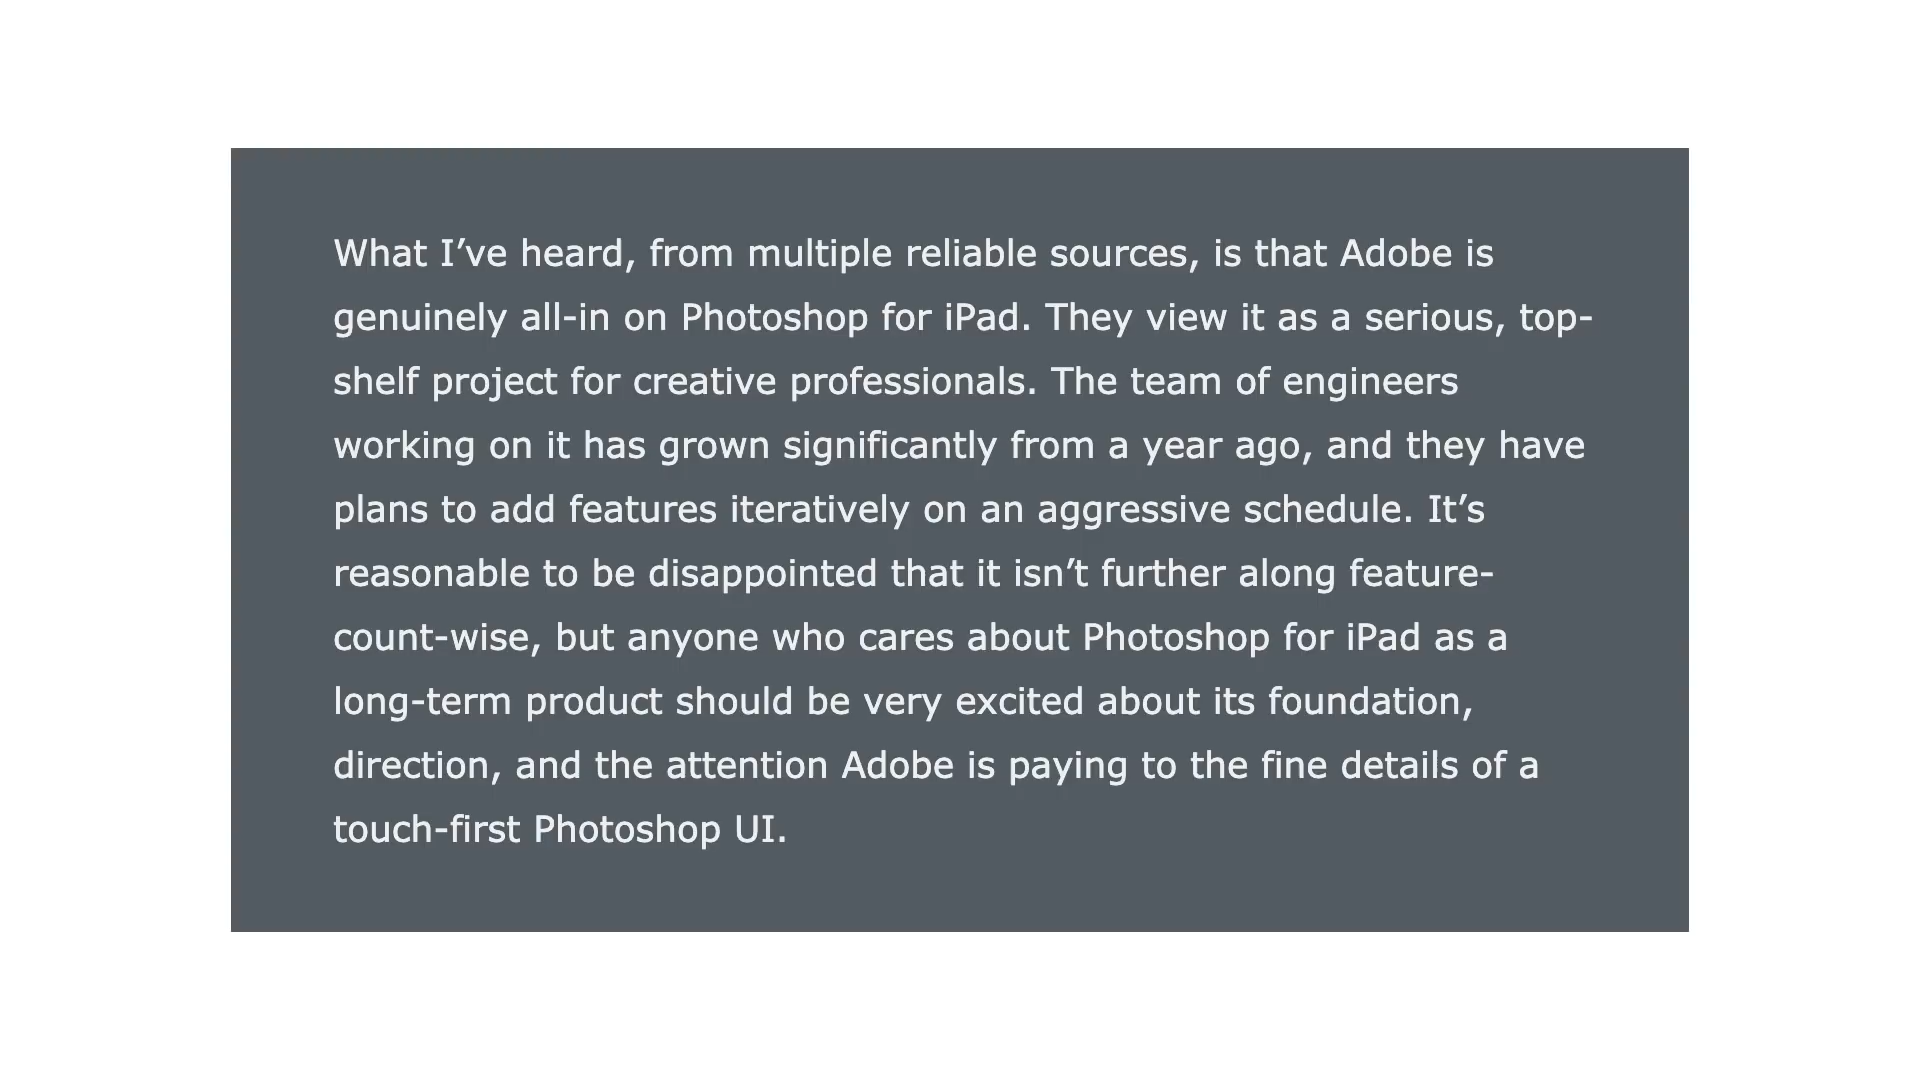 What I’ve heard, from multiple reliable sources, is that Adobe is
genuinely all-in on Photoshop for iPad. They view it as a serious, top-
shelf project for creative professionals. The team of engineers
working on it has grown significantly from a year ago, and they have
plans to add features iteratively on an aggressive schedule. It’s
reasonable to be disappointed that it isn’t further along feature-
count-wise, but anyone who cares about Photoshop for iPad as a
long-term product should be very excited about its foundation,
direction, and the attention Adobe is paying to the fine details of a
touch-first Photoshop UI.